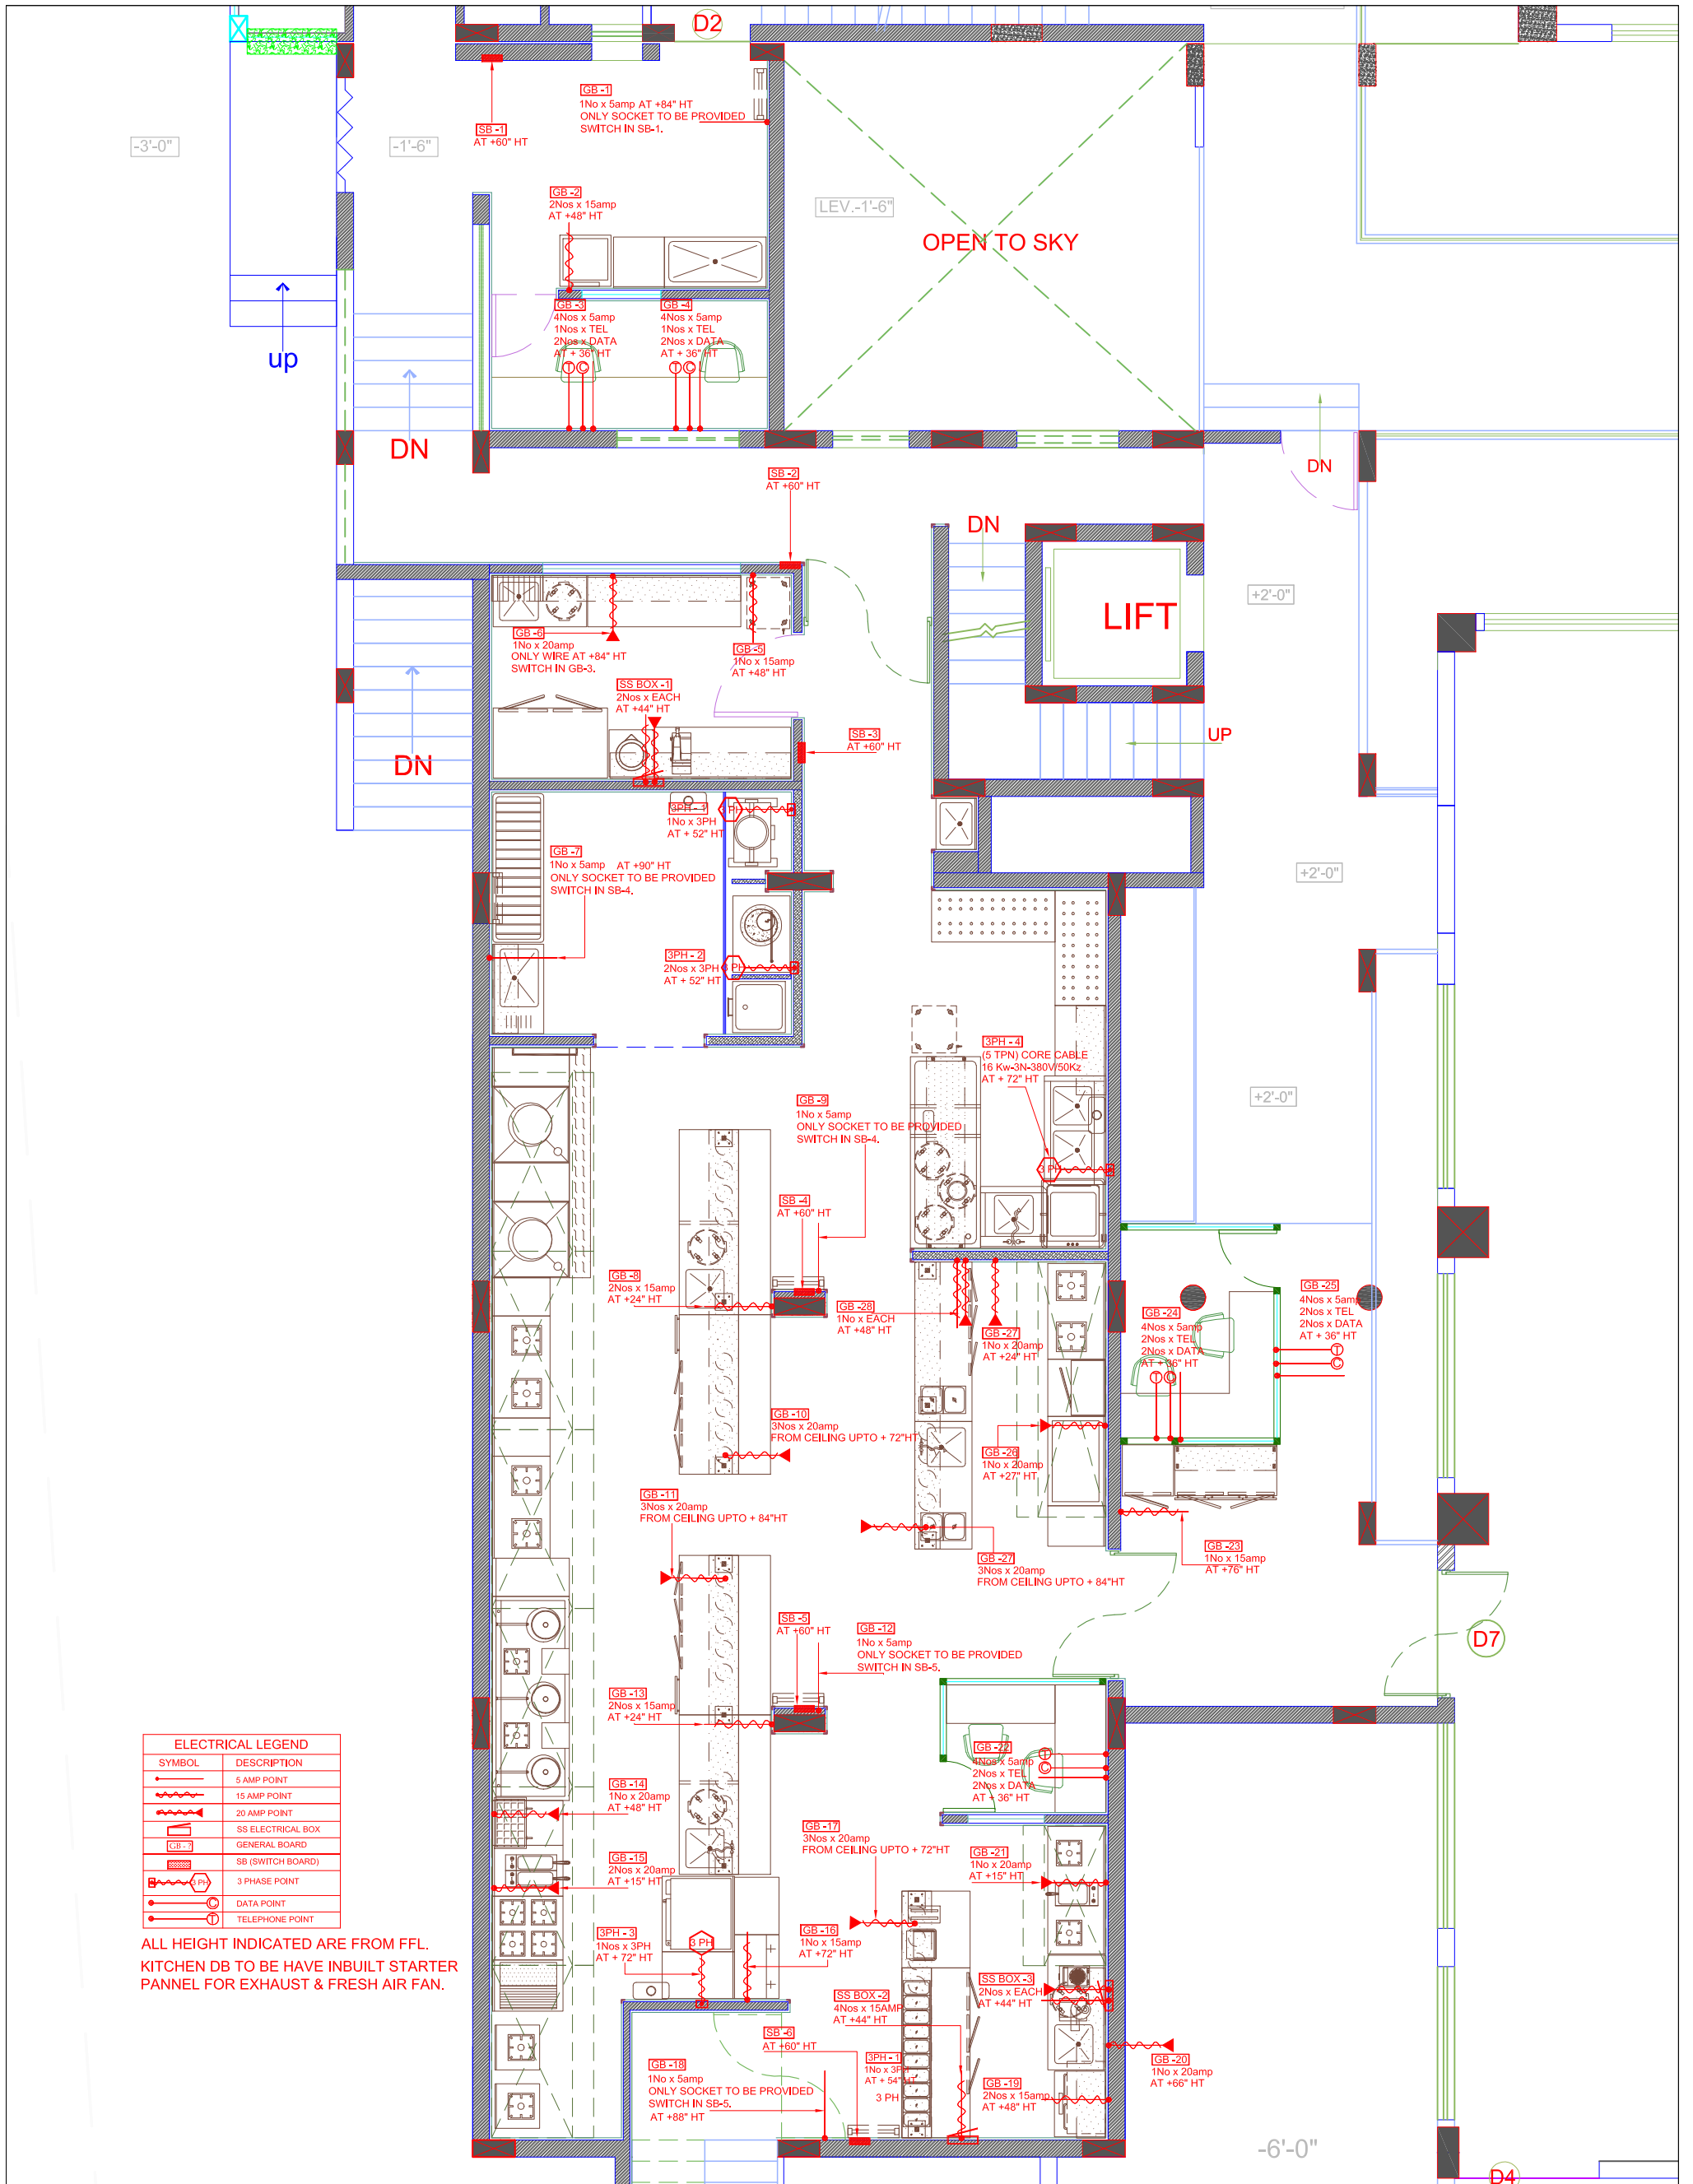 D2
GB -1
1No x 5amp AT +84" HT
ONLY SOCKET TO BE PROVIDED
SWITCH IN SB-1.
SB -1
AT +60" HT
-3'-0"
-1'-6"
GB -2
2Nos x 15amp
AT +48" HT
LEV.-1'-6"
OPEN TO SKY
GB -3
4Nos x 5amp
1Nos x TEL
2Nos x DATA
AT + 36" HT
T C
GB -4
4Nos x 5amp
1Nos x TEL
2Nos x DATA
AT + 36" HT
T C
up
DN
DN
SB -2
AT +60" HT
DN
LIFT
+2'-0"
GB -6
1No x 20amp
ONLY WIRE AT +84" HT
SWITCH IN GB-3.
GB -5
1No x 15amp
AT +48" HT
SS BOX -1
2Nos x EACH
AT +44" HT
SB -3
AT +60" HT
UP
DN
3PH - 1
1No x 3PH
AT + 52" HT
3 PH
GB -7
1No x 5amp AT +90" HT
ONLY SOCKET TO BE PROVIDED
SWITCH IN SB-4.
+2'-0"
3PH - 2
2Nos x 3PH
AT + 52" HT
3 PH
3PH - 4
(5 TPN) CORE CABLE
16 Kw-3N-380V/50Kz
AT + 72" HT
3 PH
+2'-0"
GB -9
1No x 5amp
ONLY SOCKET TO BE PROVIDED
SWITCH IN SB-4.
SB -4
AT +60" HT
GB -8
2Nos x 15amp
AT +24" HT
GB -28
1No x EACH
AT +48" HT
GB -27
1No x 20amp
AT +24" HT
GB -24
4Nos x 5amp
2Nos x TEL
2Nos x DATA
AT + 36" HT
T C
GB -25
4Nos x 5amp
2Nos x TEL
2Nos x DATA
AT + 36" HT
T
C
GB -10
3Nos x 20amp
FROM CEILING UPTO + 72"HT
GB -26
1No x 20amp
AT +27" HT
GB -11
3Nos x 20amp
FROM CEILING UPTO + 84"HT
GB -27
3Nos x 20amp
FROM CEILING UPTO + 84"HT
GB -23
1No x 15amp
AT +76" HT
SB -5
AT +60" HT
GB -12
1No x 5amp
ONLY SOCKET TO BE PROVIDED
SWITCH IN SB-5.
D7
GB -13
2Nos x 15amp
AT +24" HT
GB -22
4Nos x 5amp
2Nos x TEL
2Nos x DATA
AT + 36" HT
T
C
ELECTRICAL LEGEND
SYMBOL DESCRIPTION
5 AMP POINT
15 AMP POINT
20 AMP POINT
SS ELECTRICAL BOX
GB - ? GENERAL BOARD
SB (SWITCH BOARD)
3 PH 3 PHASE POINT
C DATA POINT
T TELEPHONE POINT
ALL HEIGHT INDICATED ARE FROM FFL.
KITCHEN DB TO BE HAVE INBUILT STARTER
PANNEL FOR EXHAUST & FRESH AIR FAN.
GB -14
1No x 20amp
AT +48" HT
GB -15
2Nos x 20amp
AT +15" HT
GB -17
3Nos x 20amp
FROM CEILING UPTO + 72"HT
GB -21
1No x 20amp
AT +15" HT
3PH - 3
1Nos x 3PH
AT + 72" HT
3 PH
GB -16
1No x 15amp
AT +72" HT
SS BOX -2
4Nos x 15AMP
AT +44" HT
SS BOX -3
2Nos x EACH
AT +44" HT
SB -6
AT +60" HT
GB -18
1No x 5amp
ONLY SOCKET TO BE PROVIDED
SWITCH IN SB-5.
AT +88" HT
3PH - 1
1No x 3PH
AT + 54" HT
3 PH
GB -19
2Nos x 15amp
AT +48" HT
GB -20
1No x 20amp
AT +66" HT
-6'-0"
D4